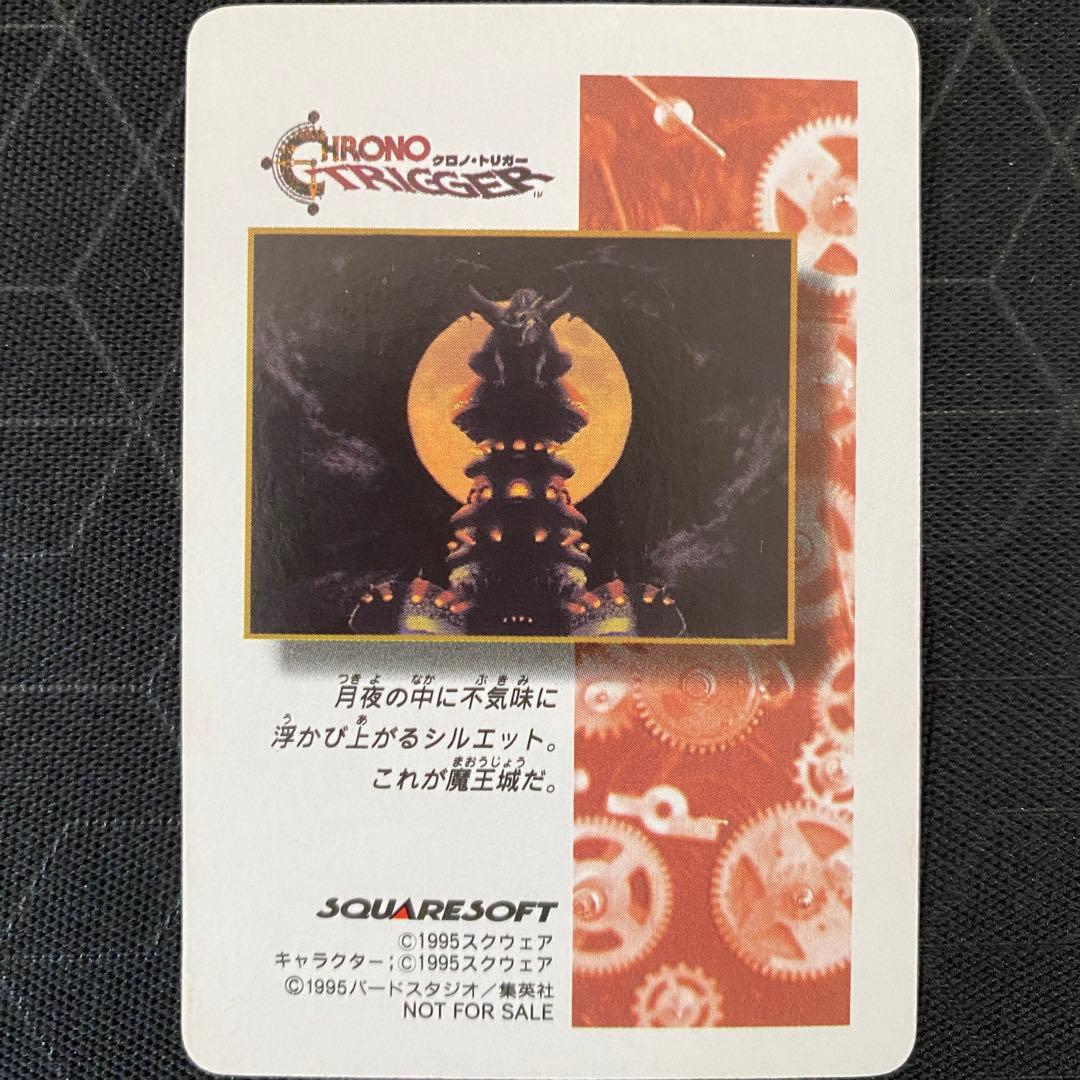 CHRONO
クロノ・トリガー
TRIGGER
月夜の中に不気味に
浮かび上がるシルエット。
これが魔王城だ。
SQUARESOFT
©1995スクウェア
キャラクター;©1995スクウェア
©1995バードスタジオ/集英社
NOT FOR SALE